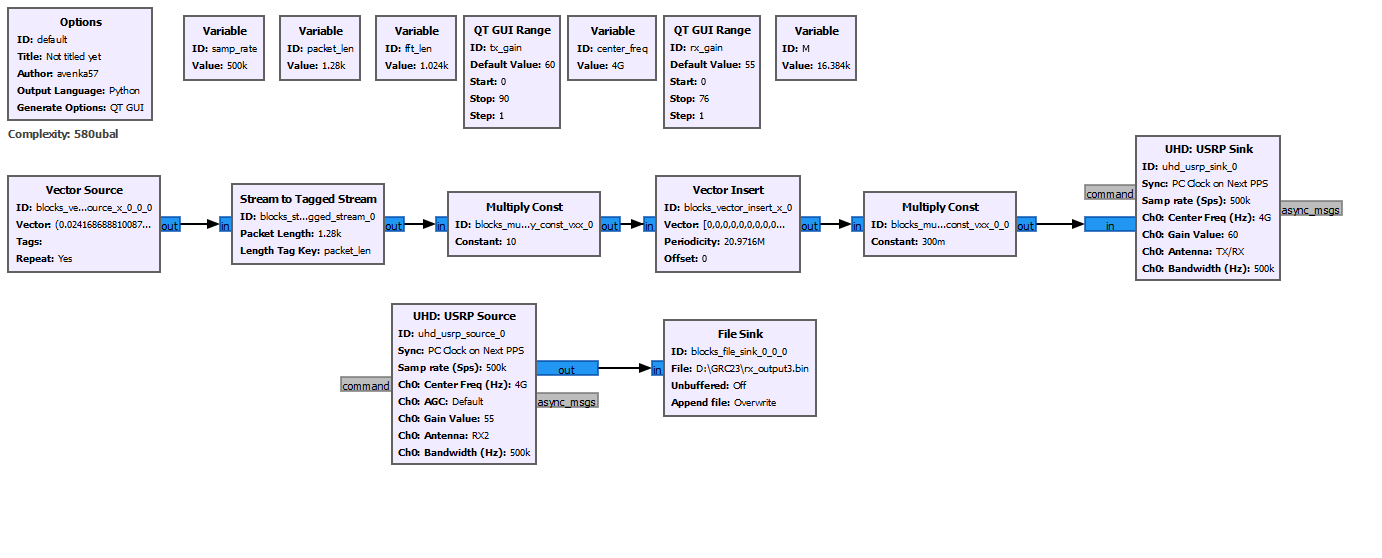 Options
ID: default
Title: Not titled yet
Author: avenka57
Output Language: Python
Generate Options: QT GUI
Complexity: 580ubal
Variable
ID: samp_rate
Value: 500k
Variable
ID: packet_len
Value: 1.28k
Variable
ID: fft_len
Value: 1.024k
QT GUI Range
ID: tx_gain
Default Value: 60
Start: 0
Stop: 90
Step: 1
Variable
ID: center_freq
Value: 4G
QT GUI Range
ID: rx_gain
Default Value: 55
Start: 0
Stop: 76
Step: 1
Variable
ID: M
Value: 16.384k
Vector Source
ID: blocks_ve...ource_x_0_0_0
Vector: (0.024168688810087...
Tags:
Repeat: Yes
out
in
Stream to Tagged Stream
ID: blocks_st...gged_stream_0
Packet Length: 1.28k
Length Tag Key: packet_len
out
in
Multiply Const
ID: blocks_mu...y_const_vxx_0
Constant: 10
out
in
Vector Insert
ID: blocks_vector_insert_x_0
Vector: [0,0,0,0,0,0,0,0,0...
Periodicity: 20.9716M
Offset: 0
out
in
Multiply Const
ID: blocks_mu...const_vxx_0_0
Constant: 300m
out
command
in
UHD: USRP Sink
ID: uhd_usrp_sink_0
Sync: PC Clock on Next PPS
Samp rate (Sps): 500k
Ch0: Center Freq (Hz): 4G
Ch0: Gain Value: 60
Ch0: Antenna: TX/RX
Ch0: Bandwidth (Hz): 500k
async_msgs
command
UHD: USRP Source
ID: uhd_usrp_source_0
Sync: PC Clock on Next PPS
Samp rate (Sps): 500k
Ch0: Center Freq (Hz): 4G
Ch0: AGC: Default
Ch0: Gain Value: 55
Ch0: Antenna: RX2
Ch0: Bandwidth (Hz): 500k
out
async_msgs
in
File Sink
ID: blocks_file_sink_0_0_0
File: D:\GRC23\rx_output3.bin
Unbuffered: Off
Append file: Overwrite